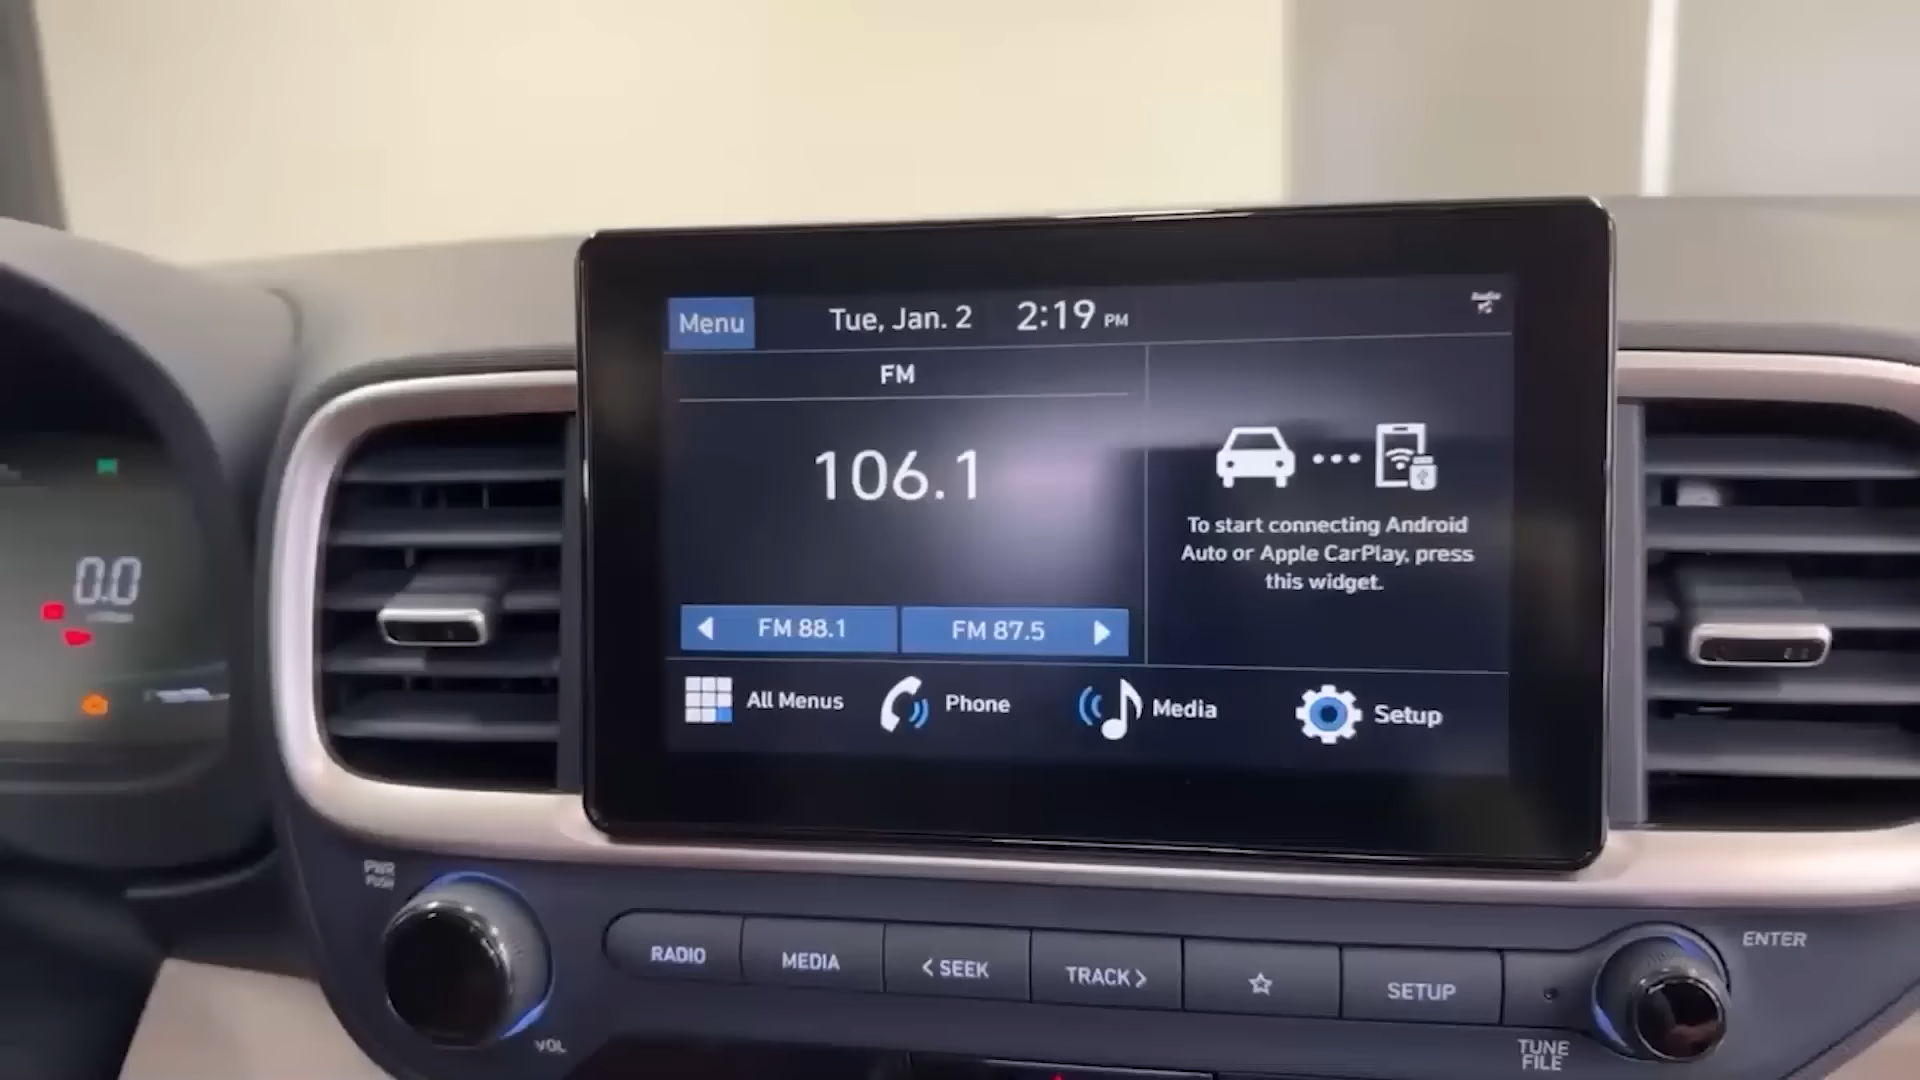 Menu
Tue, Jan. 2
2:19 PM
Audio
FM
106.1
To start connecting Android
Auto or Apple CarPlay, press
this widget.
FM 88.1
FM 87.5
All Menus
Phone
Media
Setup
0.0
PWR
PUSH
VOL
RADIO
MEDIA
< SEEK
TRACK >
SETUP
ENTER
TUNE
FILE